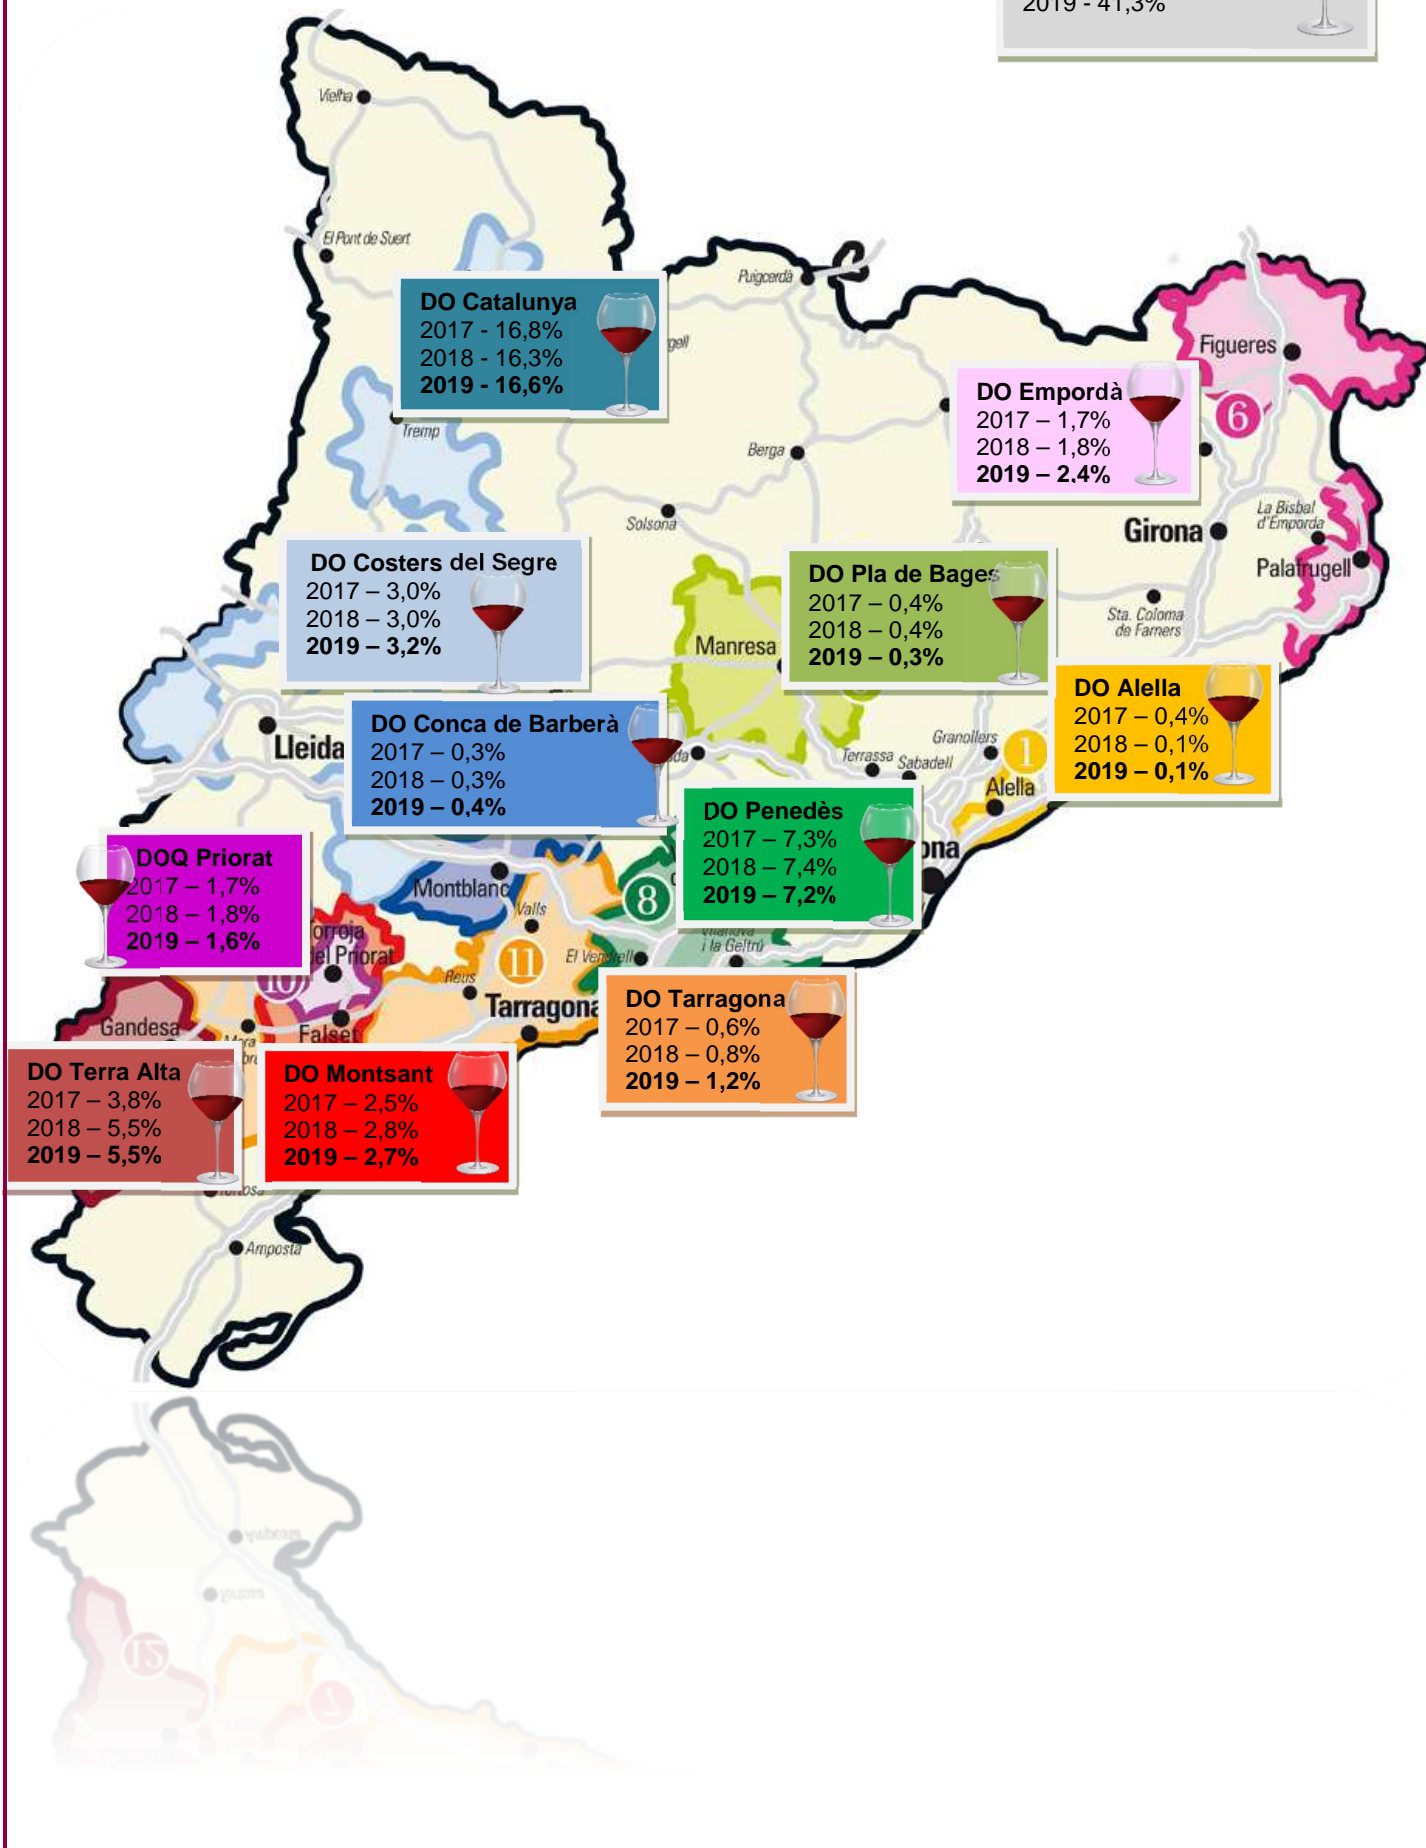 2019 - 41,3%
Vielha
El Pont de Suert
Puigcerdà
DO Catalunya
2017 - 16,8%
2018 - 16,3%
2019 - 16,6%
Figueres
6
DO Empordà
2017 – 1,7%
2018 – 1,8%
2019 – 2,4%
Tremp
Berga
Solsona
Girona
La Bisbal
d'Emporda
Palafrugell
Sta. Coloma
de Farners
DO Costers del Segre
2017 – 3,0%
2018 – 3,0%
2019 – 3,2%
DO Pla de Bages
2017 – 0,4%
2018 – 0,4%
2019 – 0,3%
Manresa
DO Alella
2017 – 0,4%
2018 – 0,1%
2019 – 0,1%
Lleida
DO Conca de Barberà
2017 – 0,3%
2018 – 0,3%
2019 – 0,4%
Terrassa
Sabadell
Granollers
1
Alella
DO Penedès
2017 – 7,3%
2018 – 7,4%
2019 – 7,2%
DOQ Priorat
2017 – 1,7%
2018 – 1,8%
2019 – 1,6%
Montblanc
Valls
8
El Vendrell
Vilanova
i la Geltrú
del Priorat
10
11
Reus
Tarragona
Gandesa
Falset
DO Tarragona
2017 – 0,6%
2018 – 0,8%
2019 – 1,2%
DO Terra Alta
2017 – 3,8%
2018 – 5,5%
2019 – 5,5%
DO Montsant
2017 – 2,5%
2018 – 2,8%
2019 – 2,7%
Tortosa
Amposta